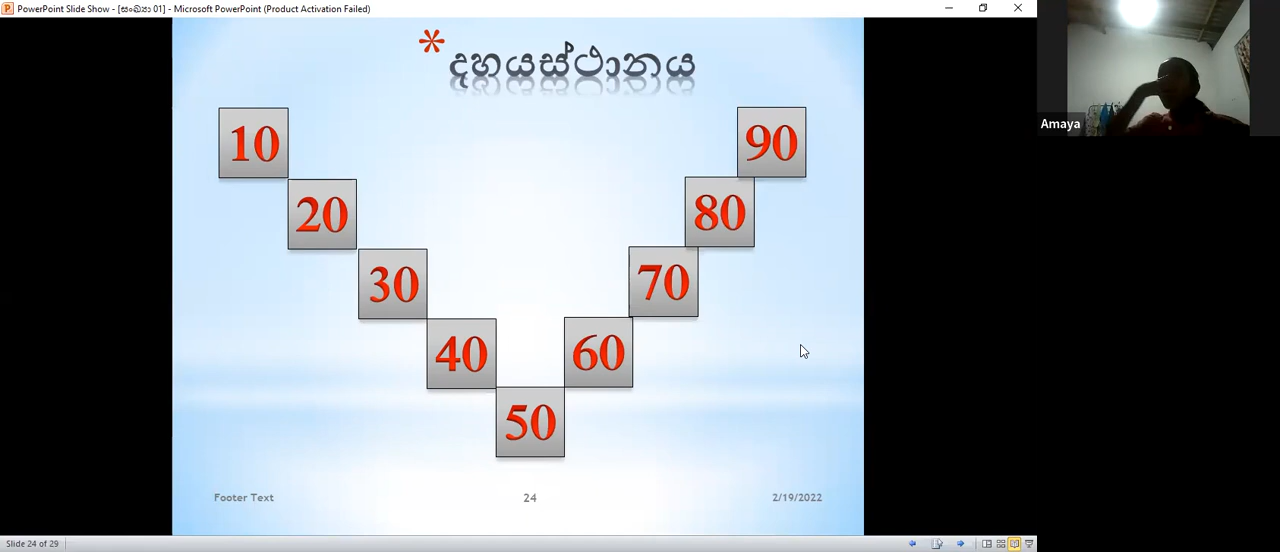 PowerPoint Slide Show - [සංඛ්‍යා 01] - Microsoft PowerPoint (Product Activation Failed)
* දහයස්ථානය
10
20
30
40
50
60
70
80
90
Amaya
Footer Text
24
2/19/2022
Slide 24 of 29